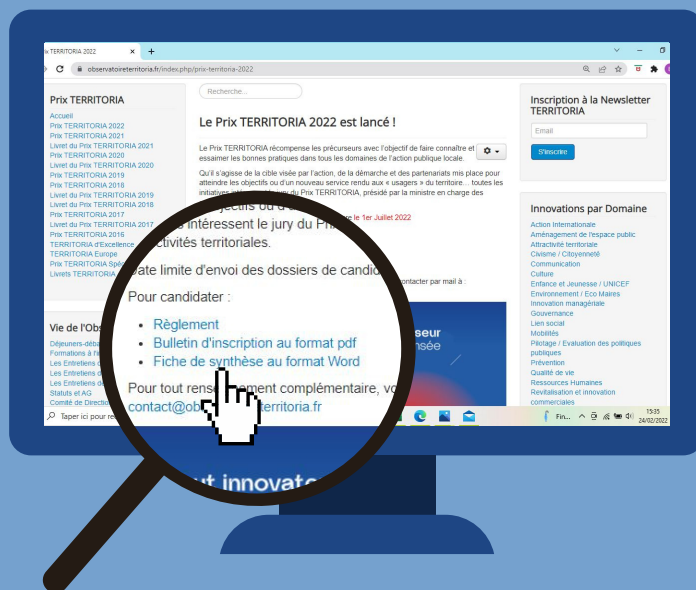 x TERRITORIA 2022
observatoireterritoria.fr/index.php/prix-territoria-2022
Prix TERRITORIA
Accueil
Prix TERRITORIA 2022
Prix TERRITORIA 2021
Livret du Prix TERRITORIA 2021
Prix TERRITORIA 2020
Livret du Prix TERRITORIA 2020
Prix TERRITORIA 2019
Prix TERRITORIA 2018
Livret du Prix TERRITORIA 2019
Livret du Prix TERRITORIA 2018
Prix TERRITORIA 2017
Livret du Prix TERRITORIA 2017
Prix TERRITORIA 2016
TERRITORIA d'Excellence
TERRITORIA Europe
Prix TERRITORIA
Livrets TERRITORIA
Vie de l'Obs
Les Entretiens
Les Entretiens
Les Entretiens
Statuts et AG
Comité de Direction
Taper ici pour
Recherche...
Le Prix TERRITORIA 2022 est lancé !
Le Prix TERRITORIA récompense les précurseurs avec l'objectif de faire connaître et
essaimer les bonnes pratiques dans tous les domaines de l'action publique locale.
Qu'il s'agisse de la cible visée par l'action, de la démarche et des partenariats mis place pour
atteindre les objectifs ou d'un nouveau service rendu aux « usagers » du territoire… toutes les
du Prix TERRITORIA, présidé par la ministre en charge des
le 1er Juillet 2022
intéressent le jury du
ctivités territoriales.
Date limite d'envoi des dossiers de candid
contacter par mail à :
Pour candidater :
• Règlement
• Bulletin d'inscription au format pdf
• Fiche de synthèse au format Word
Pour tout rens nement complémentaire, vo
contact@ob territoria.fr
seur
nsée
ut innovat
Inscription à la Newsletter
TERRITORIA
Email
S'inscrire
Innovations par Domaine
Action Internationale
Aménagement de l'espace public
Attractivité territoriale
Civisme / Citoyenneté
Communication
Culture
Enfance et Jeunesse / UNICEF
Environnement / Eco Maires
Innovation managériale
Gouvernance
Lien social
Mobilités
Pilotage / Evaluation des politiques
publiques
Prévention
Qualité de vie
Ressources Humaines
Revitalisation et innovation
commerciales
Fin...
15:35
24/02/2022